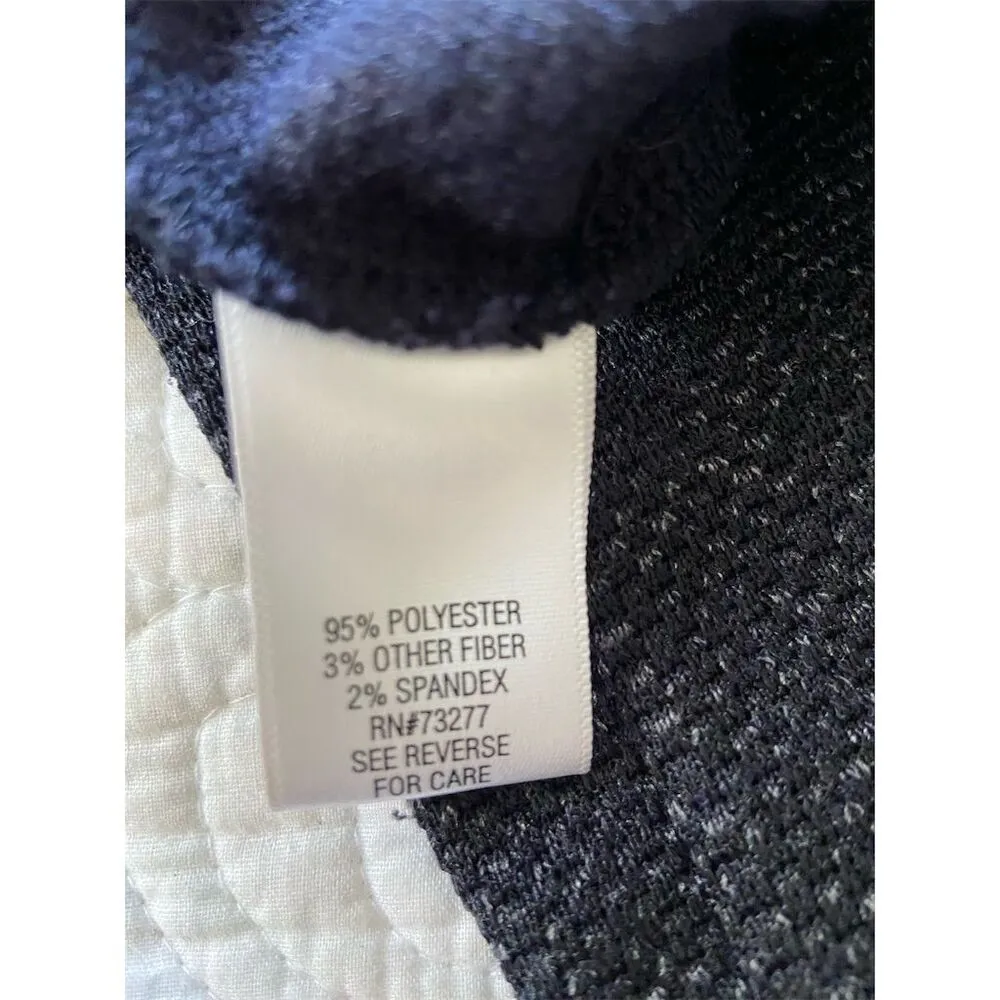 95% POLYESTER
3% OTHER FIBER
2% SPANDEX
RN#73277
SEE REVERSE
FOR CARE